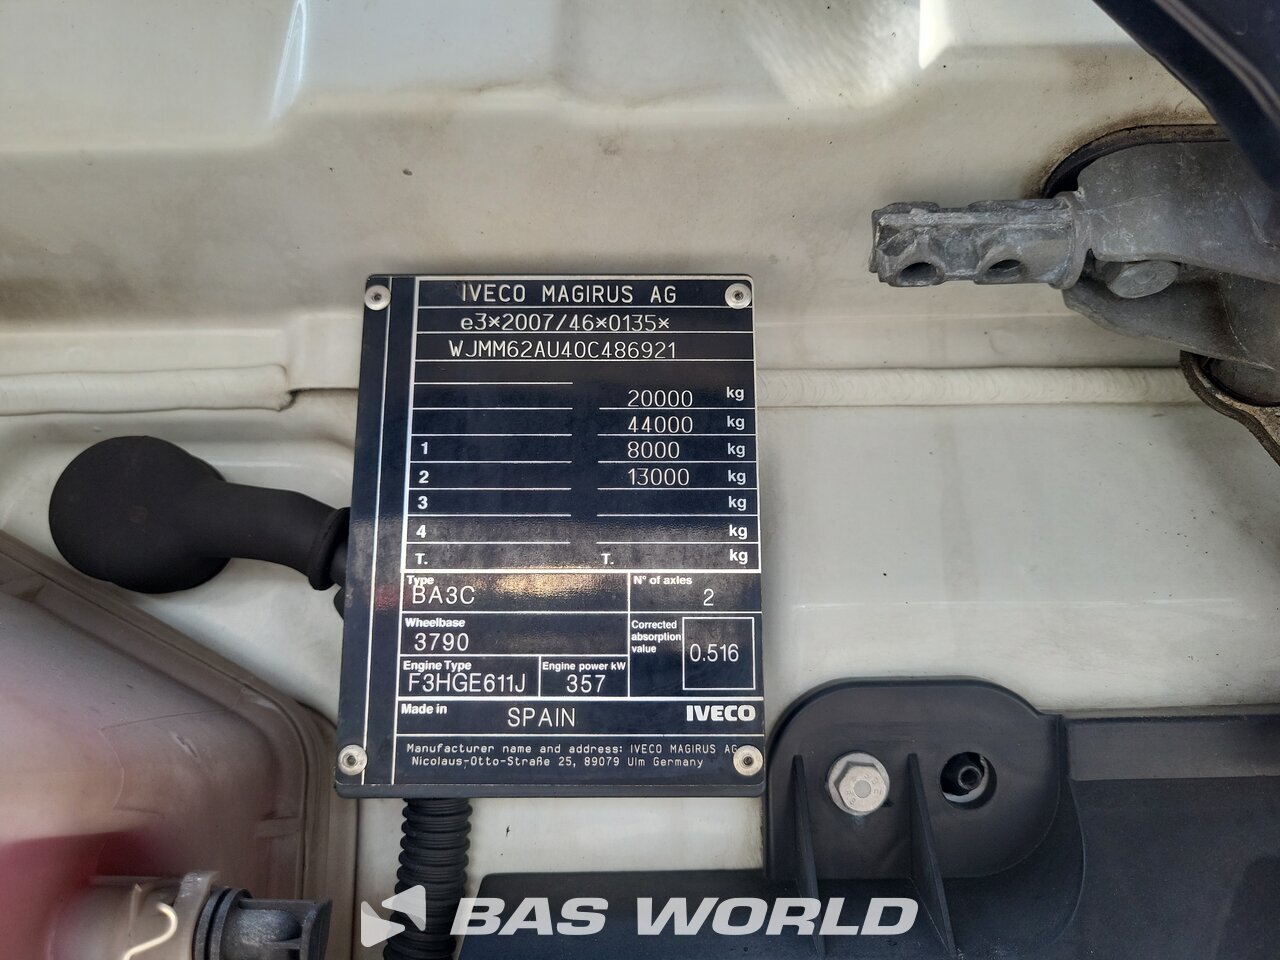 IVECO MAGIRUS AG
e3*2007/46*0135*
WJMM62AU40C486921
20000 kg
44000 kg
1 8000 kg
2 13000 kg
3 kg
4 kg
T. T. kg
Type BA3C N° of axles 2
Wheelbase 3790 Corrected absorption value 0.516
Engine Type F3HGE611J Engine power kW 357
Made in SPAIN IVECO
Manufacturer name and address: IVECO MAGIRUS AG
Nicolaus-Otto-Straße 25, 89079 Ulm Germany
BAS WORLD